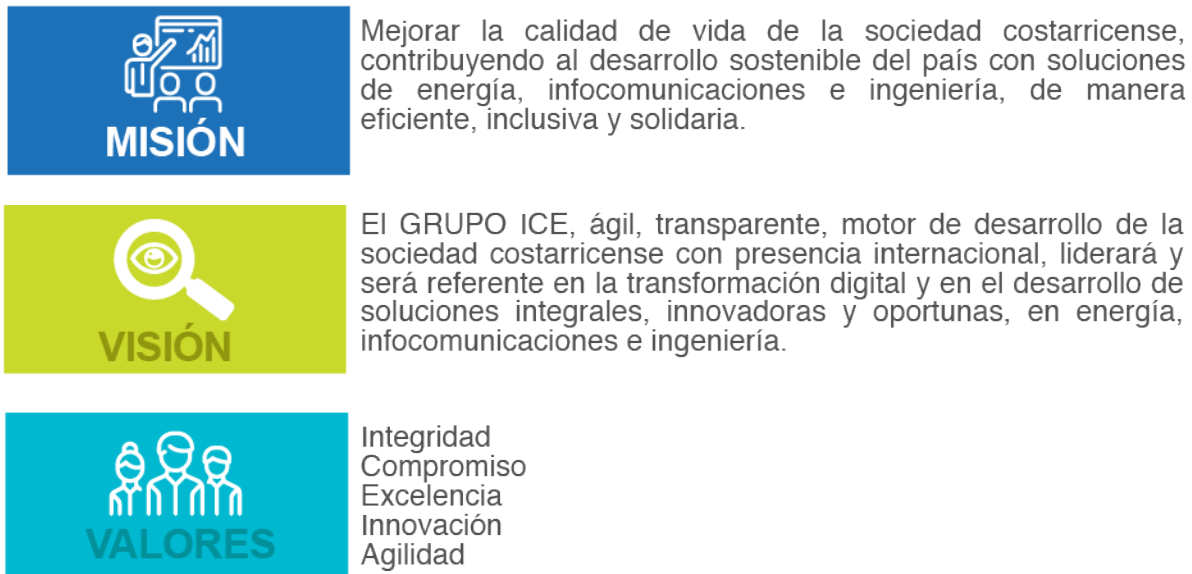 MISIÓN
Mejorar la calidad de vida de la sociedad costarricense,
contribuyendo al desarrollo sostenible del país con soluciones
de energía, infocomunicaciones e ingeniería, de manera
eficiente, inclusiva y solidaria.
VISIÓN
El GRUPO ICE, ágil, transparente, motor de desarrollo de la
sociedad costarricense con presencia internacional, liderará y
será referente en la transformación digital y en el desarrollo de
soluciones integrales, innovadoras y oportunas, en energía,
infocomunicaciones e ingeniería.
VALORES
Integridad
Compromiso
Excelencia
Innovación
Agilidad